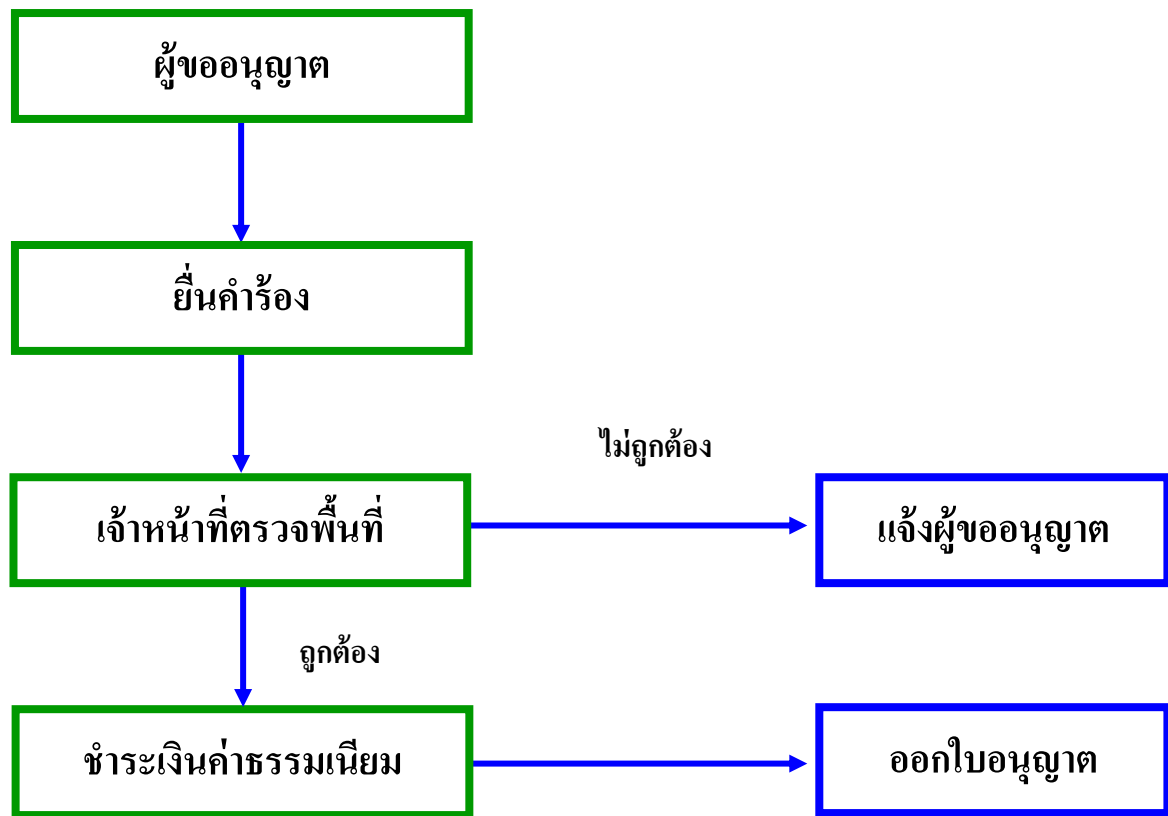 ผู้ขออนุญาต
ยื่นคำร้อง
ไม่ถูกต้อง
เจ้าหน้าที่ตรวจพื้นที่
แจ้งผู้ขออนุญาต
ถูกต้อง
ชำระเงินค่าธรรมเนียม
ออกใบอนุญาต